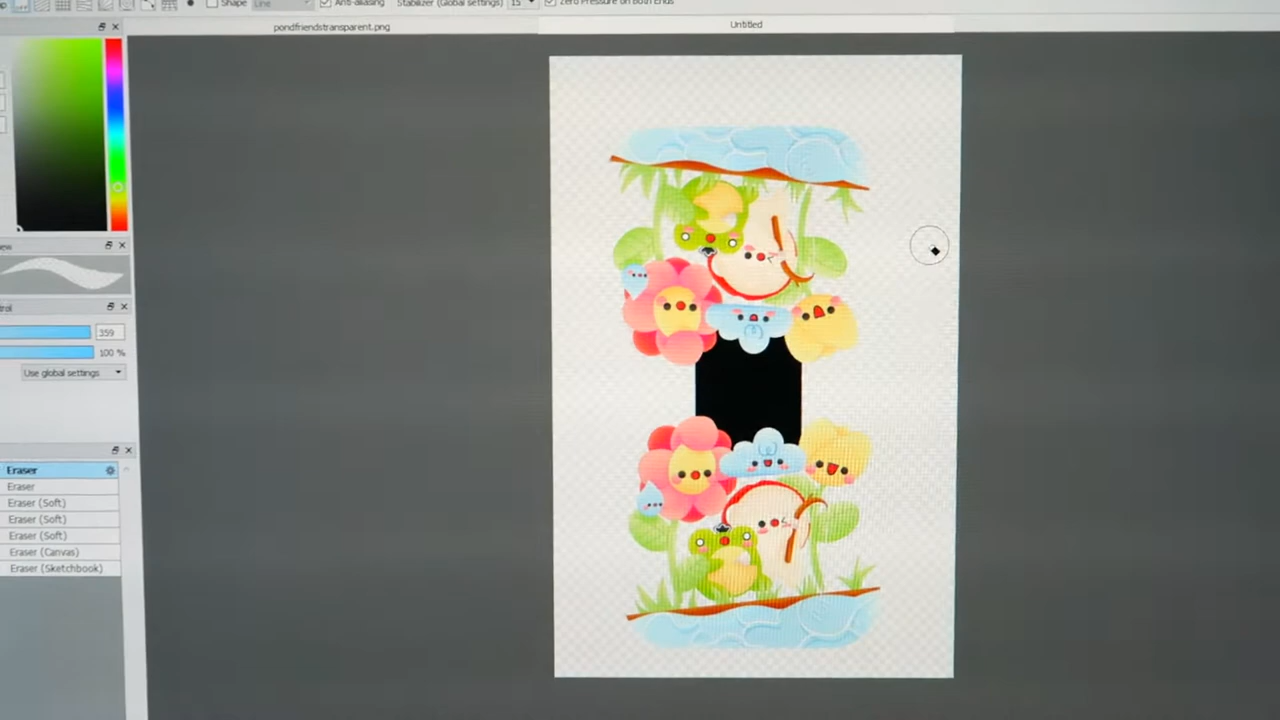 Shape
Line
Anti-aliasing
Stabilizer (Global settings)
15
Zero Pressure on Both Ends
pondfriendstransparent.png
Untitled
359
100 %
Use global settings
Eraser
Eraser
Eraser (Soft)
Eraser (Soft)
Eraser (Soft)
Eraser (Canvas)
Eraser (Sketchbook)